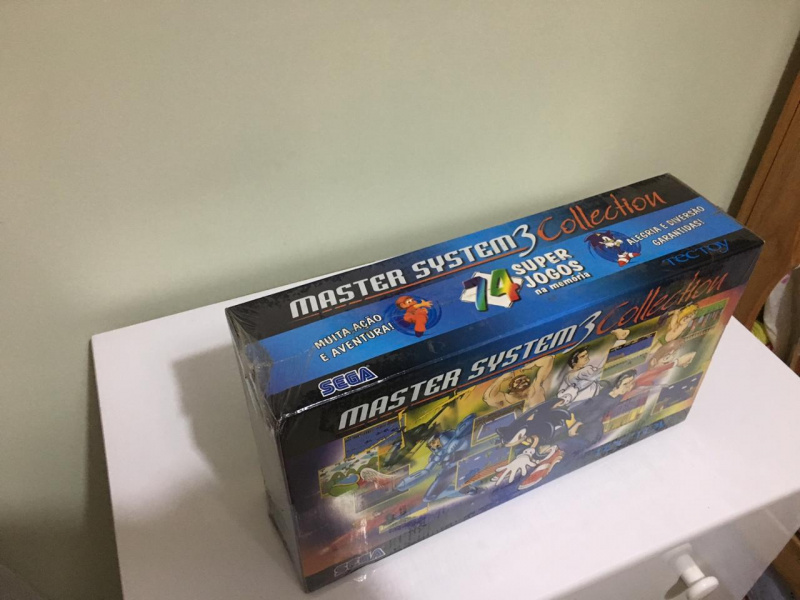 MASTER SYSTEM 3 Collection
MUITA AÇÃO
E AVENTURA!
74 SUPER
JOGOS
na memória
ALEGRIA E DIVERSÃO
GARANTIDAS!
SEGA
TECTOY
MASTER SYSTEM 3 Collection
SEGA